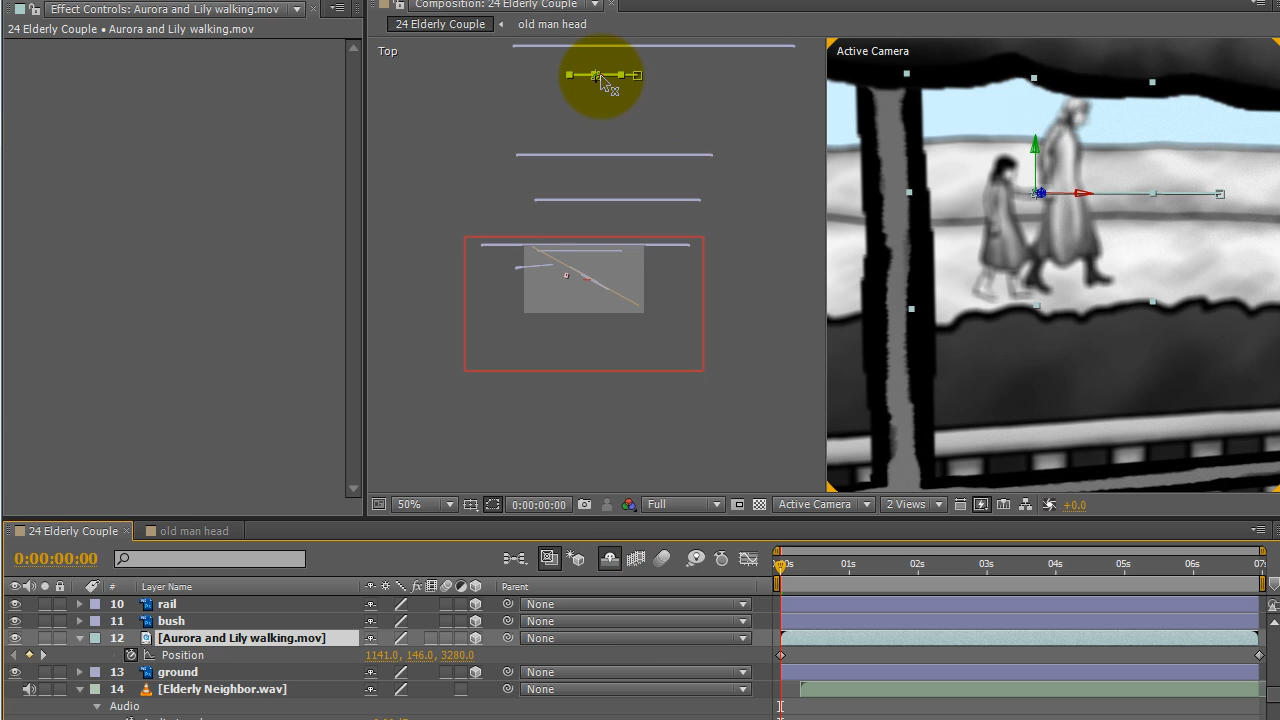 Effect Controls: Aurora and Lily walking.mov
24 Elderly Couple • Aurora and Lily walking.mov
Composition: 24 Elderly Couple
24 Elderly Couple
old man head
Top
Active Camera
50%
0:00:00:00
Full
Active Camera
2 Views
+0.0
24 Elderly Couple
old man head
0:00:00:00
01s
02s
03s
04s
05s
06s
# Layer Name
Parent
10 rail None
11 bush None
12 [Aurora and Lily walking.mov] None
Position 1141.0, 146.0, 3280.0
13 ground None
14 [Elderly Neighbor.wav] None
Audio